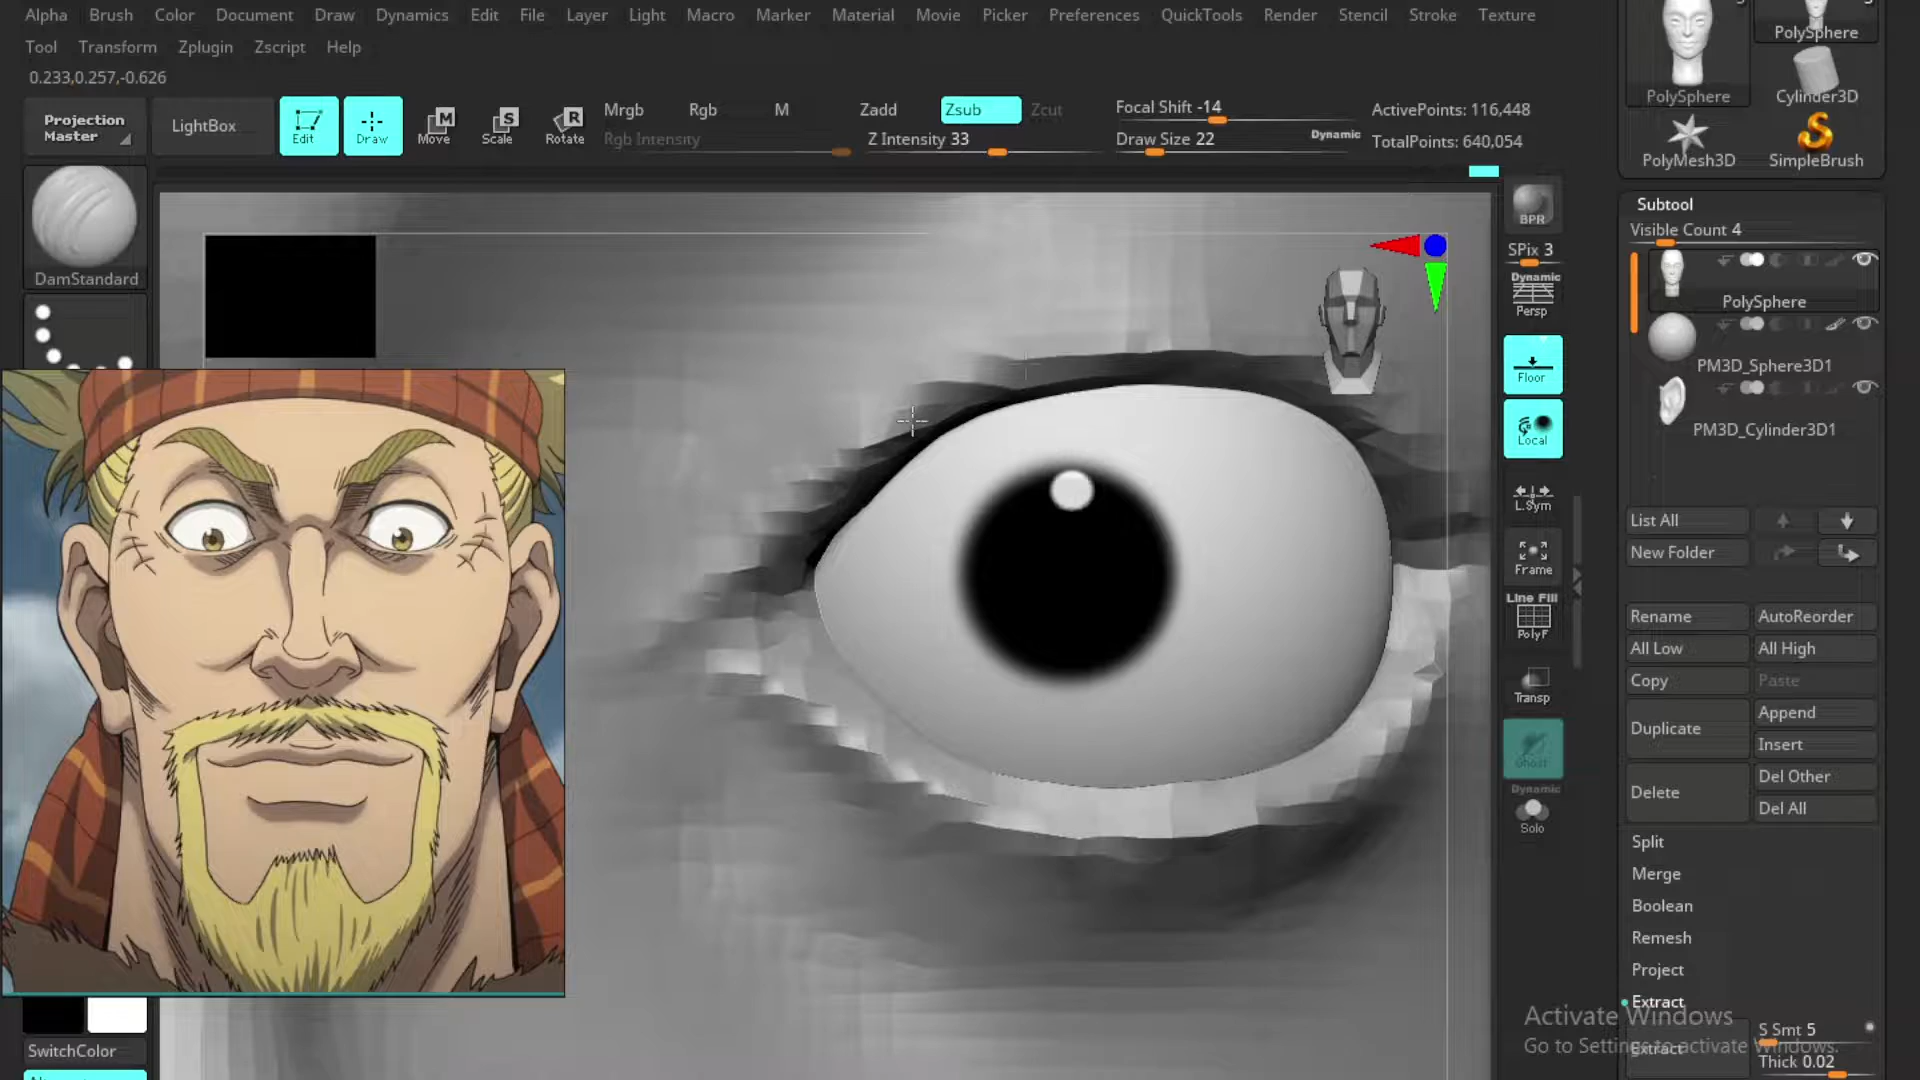 Alpha Brush Color Document Draw Dynamics Edit File Layer Light Macro Marker Material Movie Picker Preferences QuickTools Render Stencil Stroke Texture
Tool Transform Zplugin Zscript Help
0.233,0.257,-0.626
Projection Master
LightBox
Edit
Draw
M
Move
S
Scale
R
Rotate
Mrgb Rgb M
Rgb Intensity
Zadd Zsub Zcut
Z Intensity 33
Focal Shift -14
Draw Size 22
Dynamic
ActivePoints: 116,448
TotalPoints: 640,054
DamStandard
SwitchColor
BPR
SPix 3
Dynamic
Persp
Floor
Local
L.Sym
Frame
Line Fill
PolyF
Transp
Ghost
Dynamic
Solo
PolySphere
PolySphere
Cylinder3D
PolyMesh3D
SimpleBrush
Subtool
Visible Count 4
PolySphere
PM3D_Sphere3D1
PM3D_Cylinder3D1
List All
New Folder
Rename AutoReorder
All Low All High
Copy Paste
Duplicate
Append
Insert
Delete
Del Other
Del All
Split
Merge
Boolean
Remesh
Project
Extract
Extract
S Smt 5
Thick 0.02
Activate Windows
Go to Settings to activate Windows.